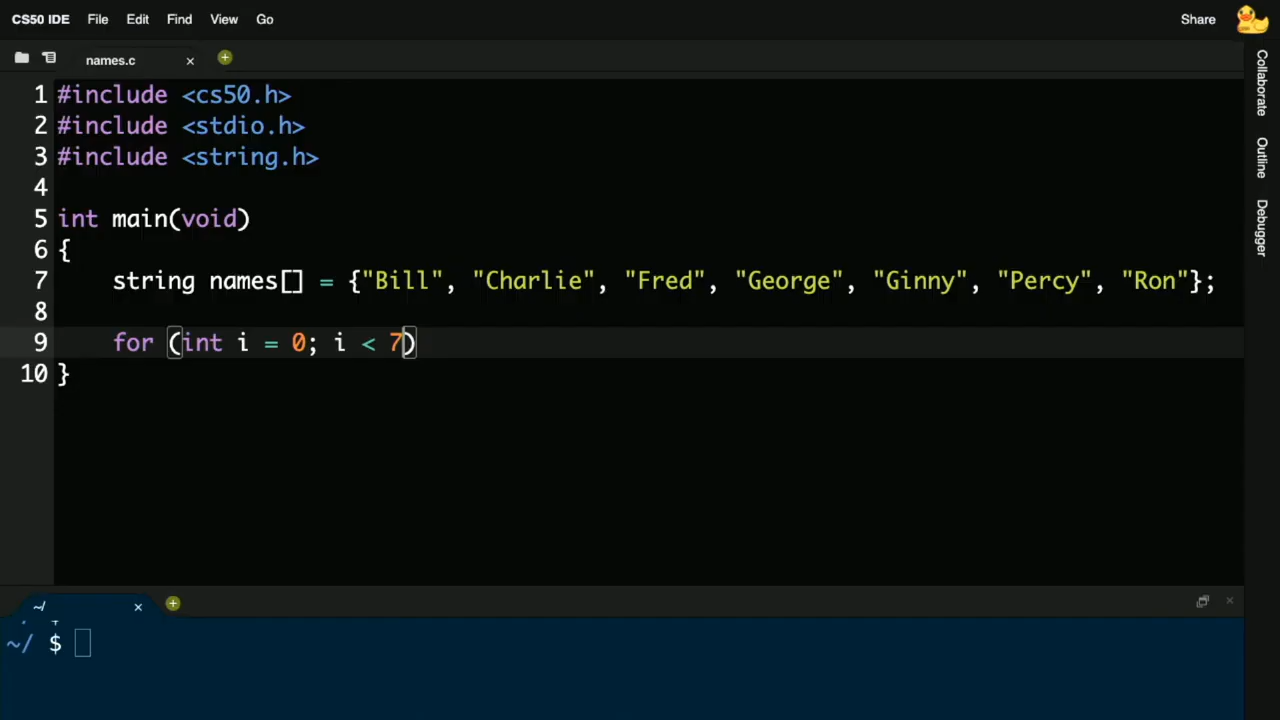 CS50 IDE File Edit Find View Go Share
names.c
1 #include <cs50.h>
2 #include <stdio.h>
3 #include <string.h>
4
5 int main(void)
6 {
7 string names[] = {"Bill", "Charlie", "Fred", "George", "Ginny", "Percy", "Ron"};
8
9 for (int i = 0; i < 7)
10 }
Collaborate
Outline
Debugger
~/
~/ $